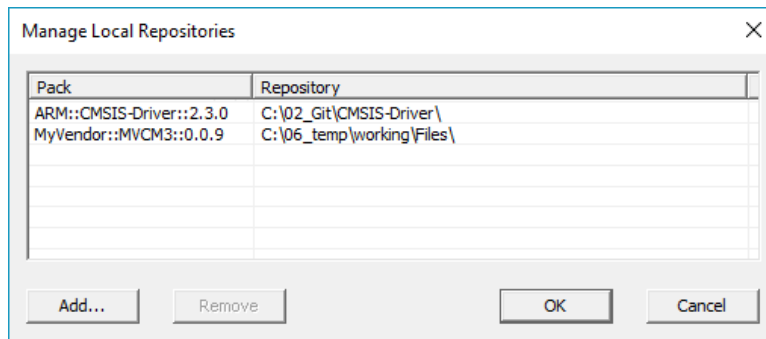 Manage Local Repositories
Pack Repository
ARM::CMSIS-Driver::2.3.0 C:\02_Git\CMSIS-Driver\
MyVendor::MVCM3::0.0.9 C:\06_temp\working\Files\
Add... Remove OK Cancel